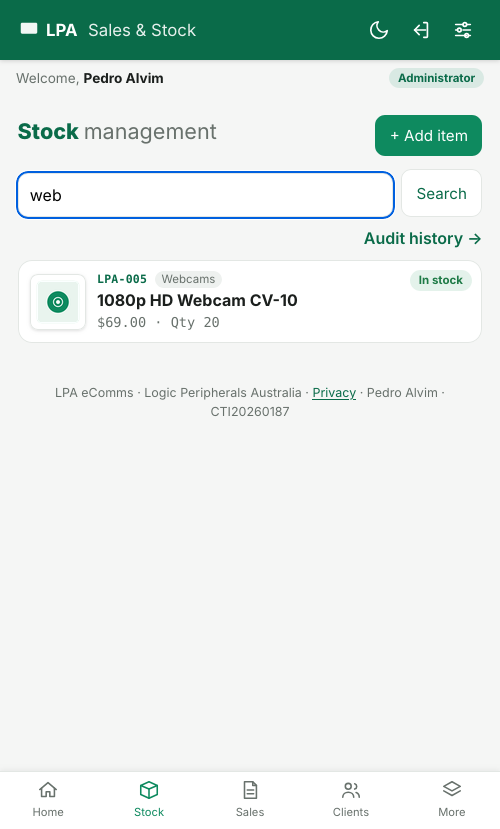 LPA Sales & Stock
Welcome, Pedro Alvim
Administrator
Stock management
+ Add item
web
Search
Audit history →
LPA-005 Webcams
In stock
1080p HD Webcam CV-10
$69.00 · Qty 20
LPA eComms · Logic Peripherals Australia · Privacy · Pedro Alvim ·
CTI20260187
Home
Stock
Sales
Clients
More